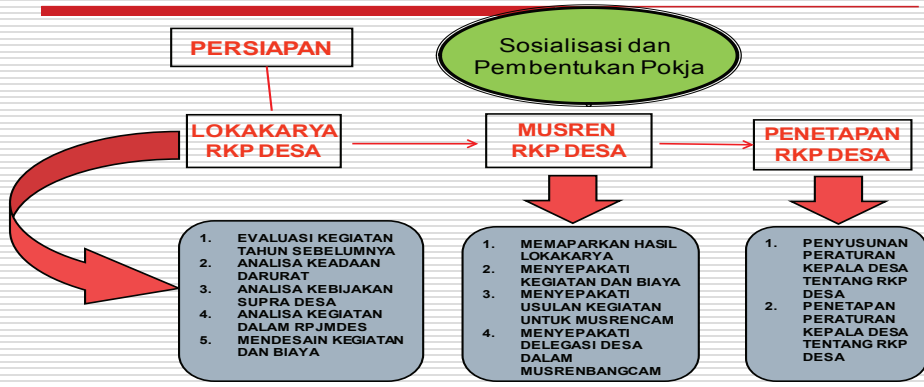 PERSIAPAN
Sosialisasi dan
Pembentukan Pokja
LOKAKARYA
RKP DESA
MUSREN
RKP DESA
PENETAPAN
RKP DESA
1. EVALUASI KEGIATAN
TAHUN SEBELUMNYA
2. ANALISA KEADAAN
DARURAT
3. ANALISA KEBIJAKAN
SUPRA DESA
4. ANALISA KEGIATAN
DALAM RPJMDES
5. MENDESAIN KEGIATAN
DAN BIAYA
1. MEMAPARKAN HASIL
LOKAKARYA
2. MENYEPAKATI
KEGIATAN DAN BIAYA
3. MENYEPAKATI
USULAN KEGIATAN
UNTUK MUSRENCAM
4. MENYEPAKATI
DELEGASI DESA
DALAM
MUSRENBANGCAM
1. PENYUSUNAN
PERATURAN
KEPALA DESA
TENTANG RKP
DESA
2. PENETAPAN
PERATURAN
KEPALA DESA
TENTANG RKP
DESA